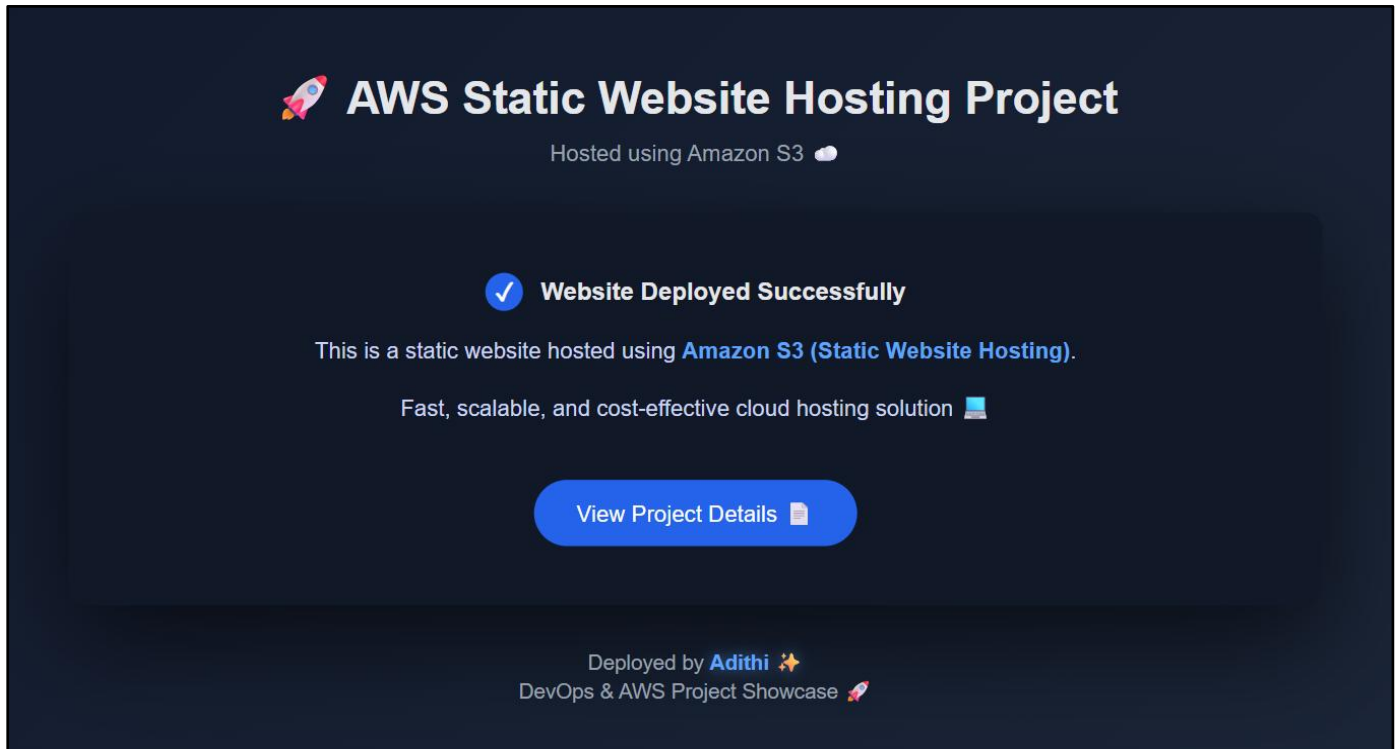 🚀 AWS Static Website Hosting Project
Hosted using Amazon S3 ☁️
Website Deployed Successfully
This is a static website hosted using Amazon S3 (Static Website Hosting).
Fast, scalable, and cost-effective cloud hosting solution 💻
View Project Details 📄
Deployed by Adithi ✨
DevOps & AWS Project Showcase 🚀